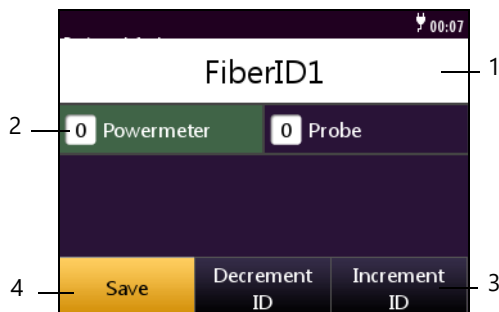 00:07
FiberID1
1
2
0 Powermeter
0 Probe
4
Save
Decrement
ID
Increment
ID
3